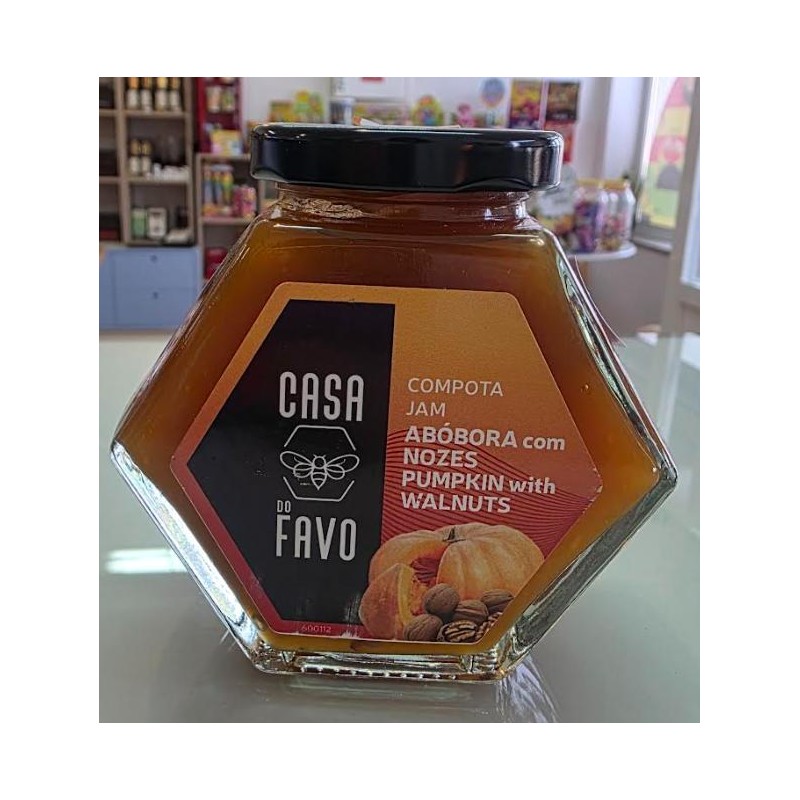 CASA
DO
FAVO
COMPOTA
JAM
ABÓBORA com
NOZES
PUMPKIN with
WALNUTS
600112